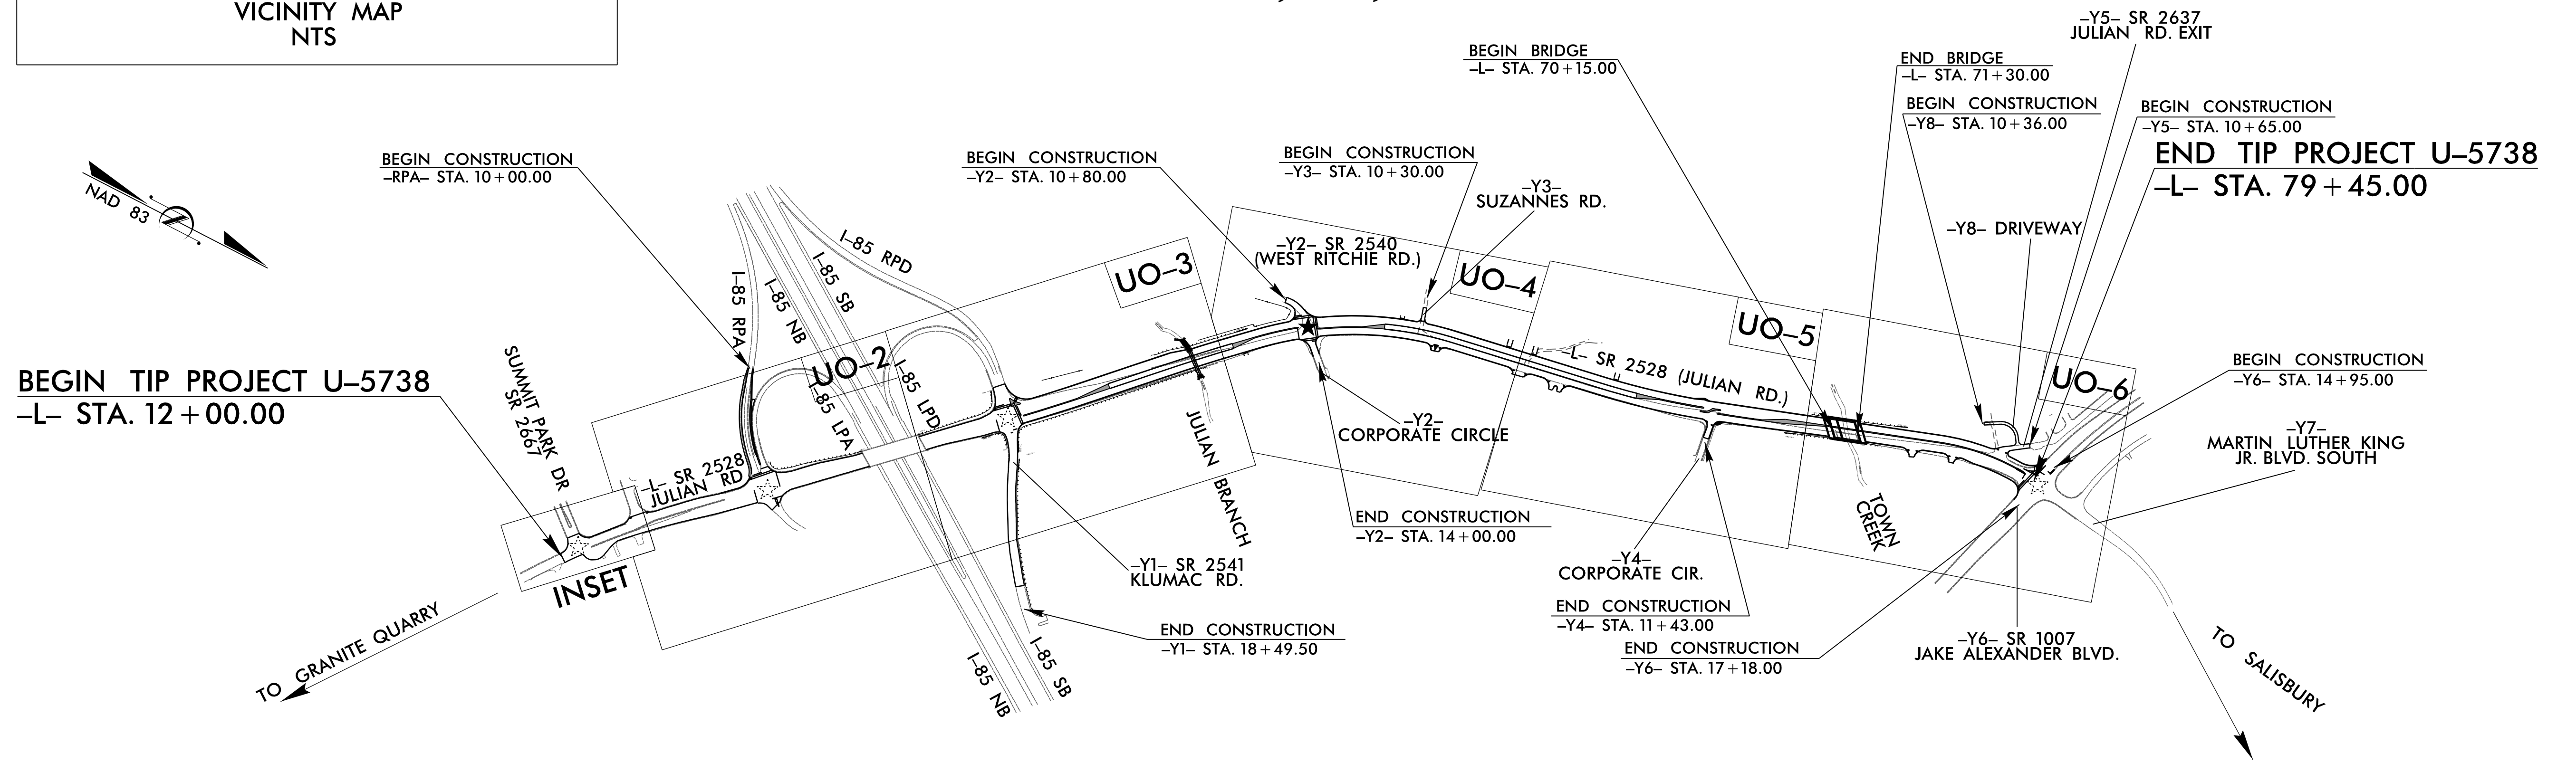 VICINITY MAP
NTS
NAD 83
BEGIN TIP PROJECT U–5738
–L– STA. 12+00.00
BEGIN CONSTRUCTION
–RPA– STA. 10+00.00
BEGIN CONSTRUCTION
–Y2– STA. 10+80.00
BEGIN CONSTRUCTION
–Y3– STA. 10+30.00
BEGIN BRIDGE
–L– STA. 70+15.00
END BRIDGE
–L– STA. 71+30.00
BEGIN CONSTRUCTION
–Y8– STA. 10+36.00
–Y5– SR 2637
JULIAN RD. EXIT
BEGIN CONSTRUCTION
–Y5– STA. 10+65.00
END TIP PROJECT U–5738
–L– STA. 79+45.00
–Y3–
SUZANNES RD.
–Y8– DRIVEWAY
–Y2– SR 2540
(WEST RITCHIE RD.)
I–85 RPD
I–85 SB
I–85 NB
I–85 RPA
UO–2
UO–3
UO–4
UO–5
UO–6
I–85 LPD
I–85 LPA
SUMMIT PARK DR
SR 2667
–L– SR 2528
JULIAN RD
–L– SR 2528 (JULIAN RD.)
BEGIN CONSTRUCTION
–Y6– STA. 14+95.00
–Y7–
MARTIN LUTHER KING
JR. BLVD. SOUTH
–Y2–
CORPORATE CIRCLE
JULIAN BRANCH
TOWN
CREEK
END CONSTRUCTION
–Y2– STA. 14+00.00
–Y1– SR 2541
KLUMAC RD.
–Y4–
CORPORATE CIR.
END CONSTRUCTION
–Y4– STA. 11+43.00
END CONSTRUCTION
–Y1– STA. 18+49.50
END CONSTRUCTION
–Y6– STA. 17+18.00
–Y6– SR 1007
JAKE ALEXANDER BLVD.
INSET
TO GRANITE QUARRY
I–85 NB
I–85 SB
TO SALISBURY